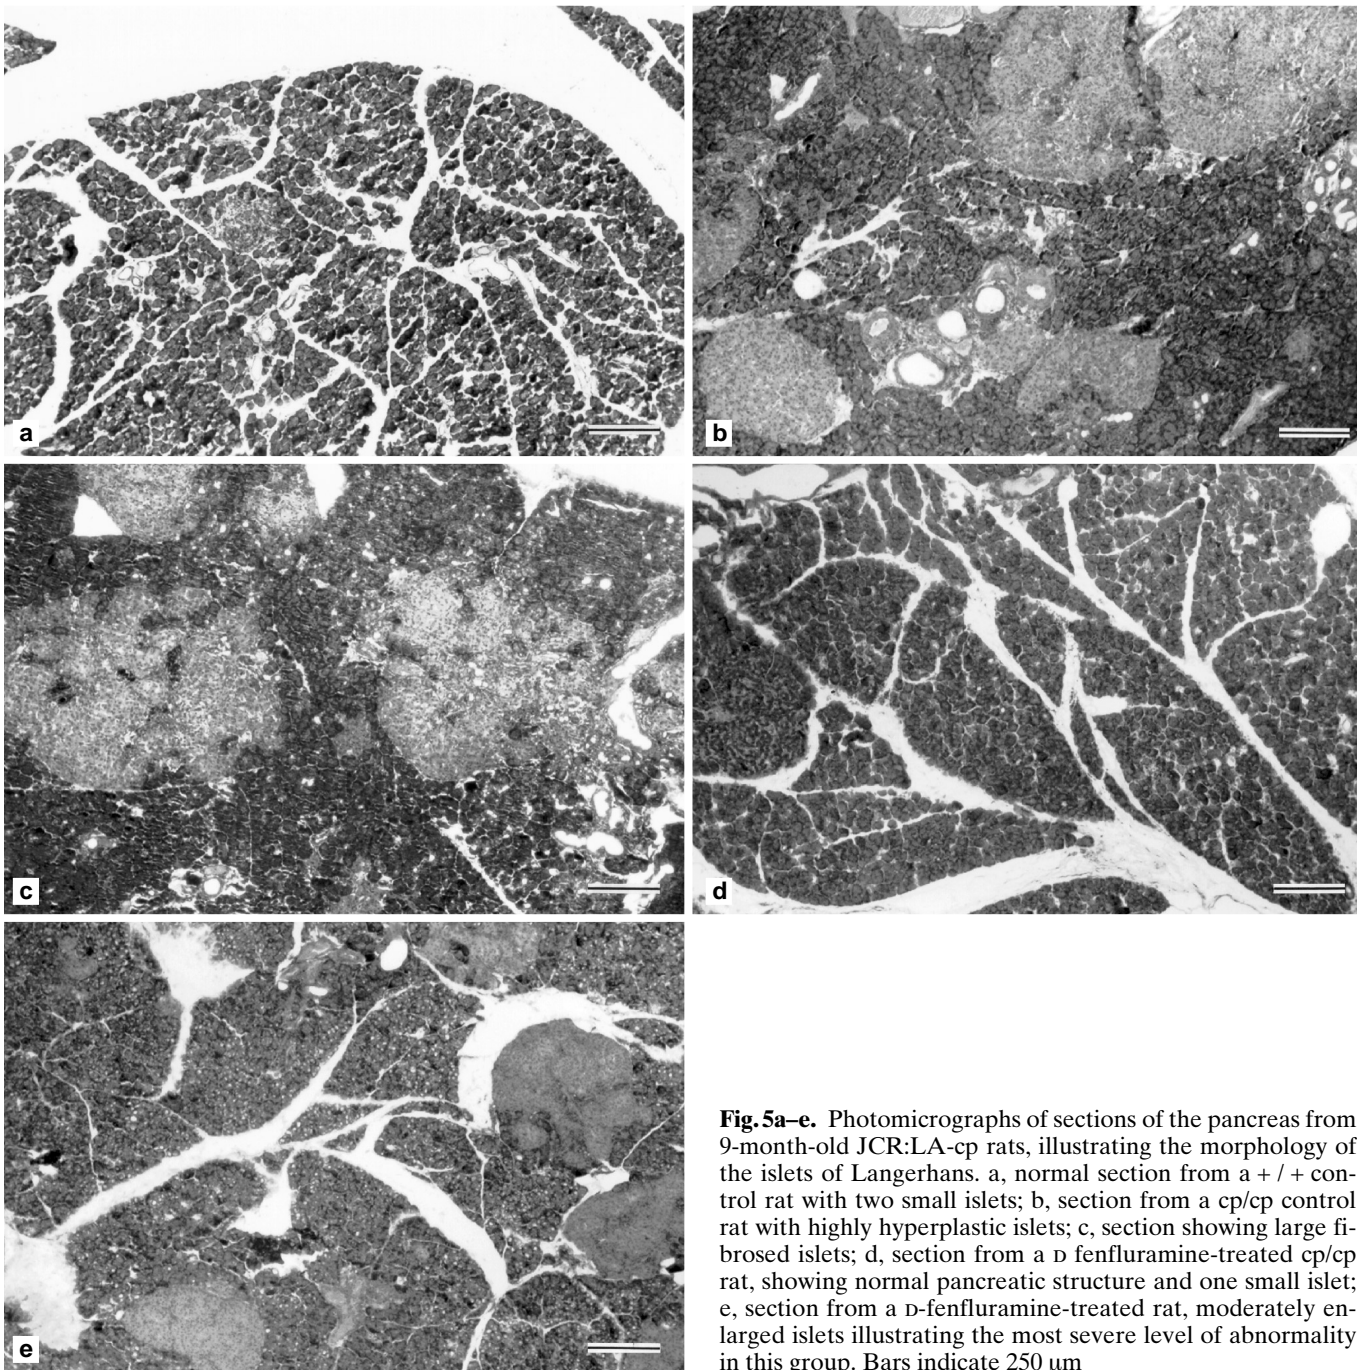 a
b
c
d
e
Fig. 5a–e. Photomicrographs of sections of the pancreas from
9-month-old JCR:LA-cp rats, illustrating the morphology of
the islets of Langerhans. a, normal section from a + / + con-
trol rat with two small islets; b, section from a cp/cp control
rat with highly hyperplastic islets; c, section showing large fi-
brosed islets; d, section from a D fenfluramine-treated cp/cp
rat, showing normal pancreatic structure and one small islet;
e, section from a D-fenfluramine-treated rat, moderately en-
larged islets illustrating the most severe level of abnormality
in this group. Bars indicate 250 µm